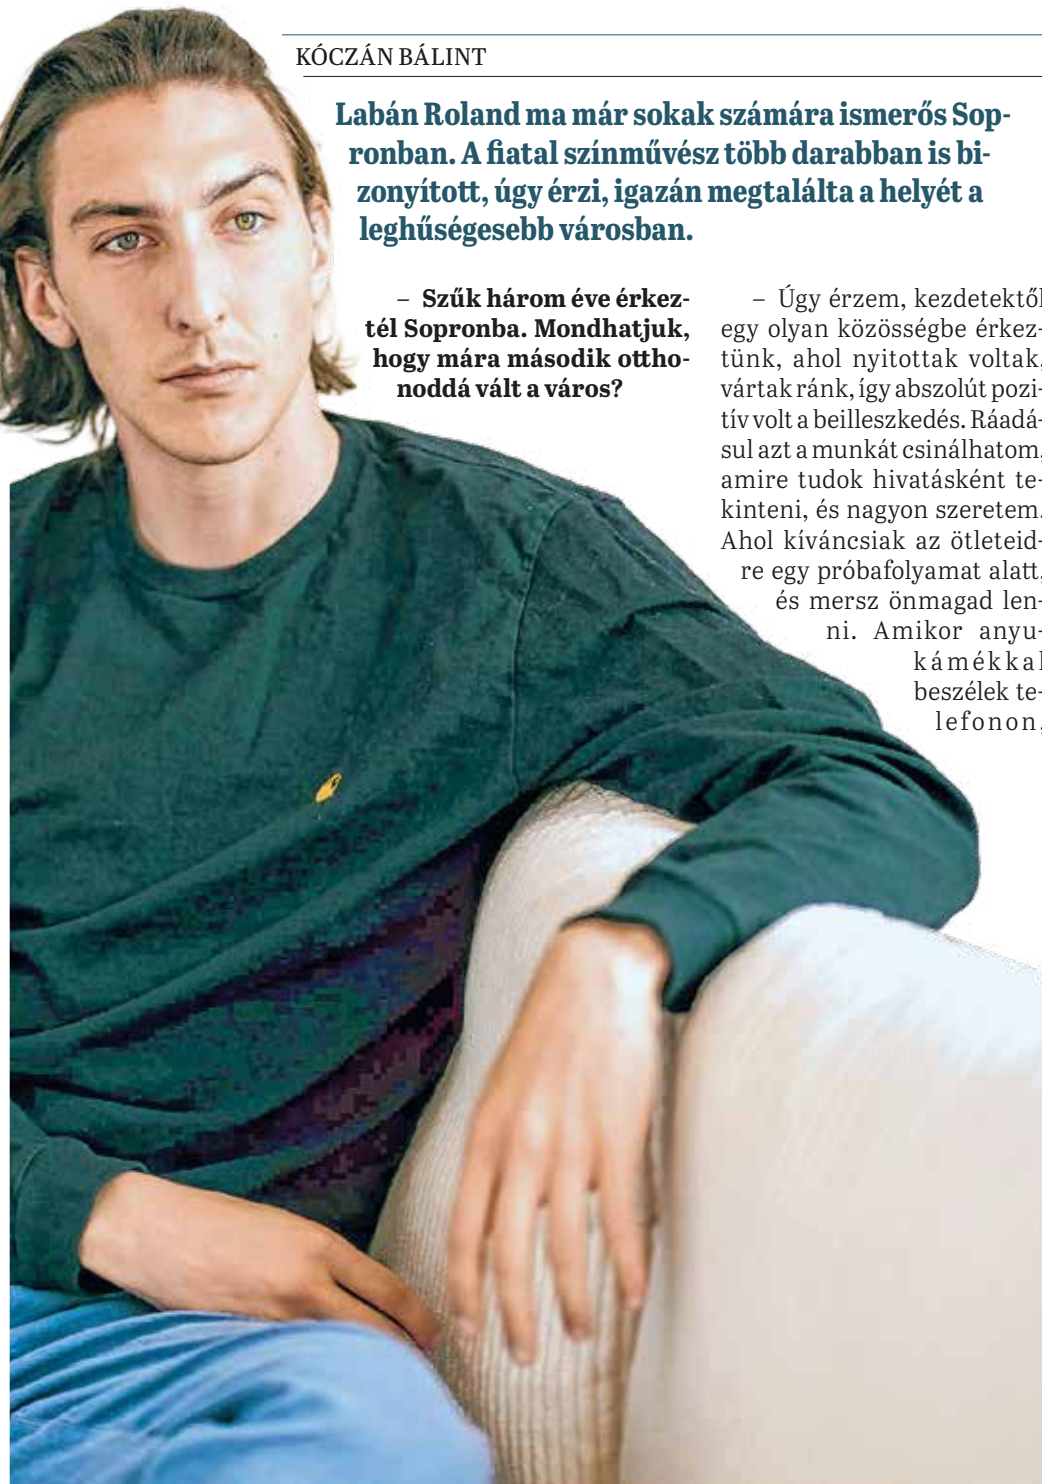 KÓCZÁN BÁLINT
Labán Roland ma már sokak számára ismerős Sop-
ronban. A fiatal színművész több darabban is bi-
zonyított, úgy érzi, igazán megtalálta a helyét a
leghűségesebb városban.
– Szűk három éve érkez-
tél Sopronba. Mondhatjuk,
hogy mára második ottho-
noddá vált a város?
– Úgy érzem, kezdetektől
egy olyan közösségbe érkez-
tünk, ahol nyitottak voltak,
vártak ránk, így abszolút pozi-
tív volt a beilleszkedés. Ráadá-
sul azt a munkát csinálhatom,
amire tudok hivatásként te-
kinteni, és nagyon szeretem.
Ahol kíváncsiak az ötleteid-
re egy próbafolyamat alatt,
és mersz önmagad len-
ni. Amikor anyu-
kámékkal
beszélek te-
lefonon,